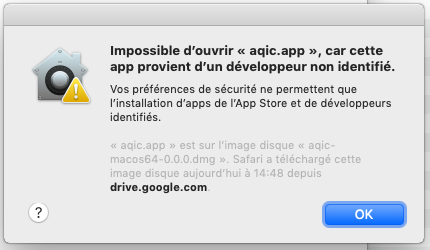 Impossible d'ouvrir « aqic.app », car cette
app provient d'un développeur non identifié.
Vos préférences de sécurité ne permettent que
l'installation d'apps de l'App Store et de développeurs
identifiés.
« aqic.app » est sur l'image disque « aqic-
macos64-0.0.0.dmg ». Safari a téléchargé cette
image disque aujourd'hui à 14:48 depuis
drive.google.com.
?
OK